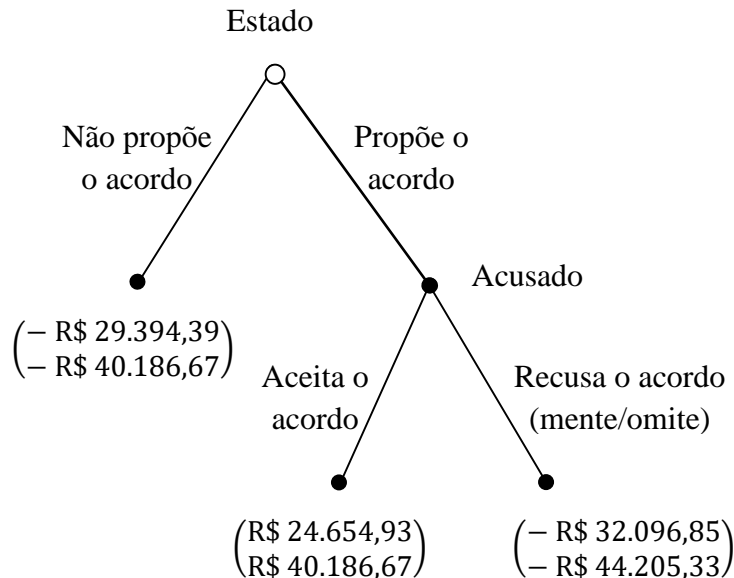 Estado
Não propõe
o acordo
Propõe o
acordo
Acusado
(− R$ 29.394,39
− R$ 40.186,67)
Aceita o
acordo
Recusa o acordo
(mente/omite)
(R$ 24.654,93
R$ 40.186,67)
(− R$ 32.096,85
− R$ 44.205,33)